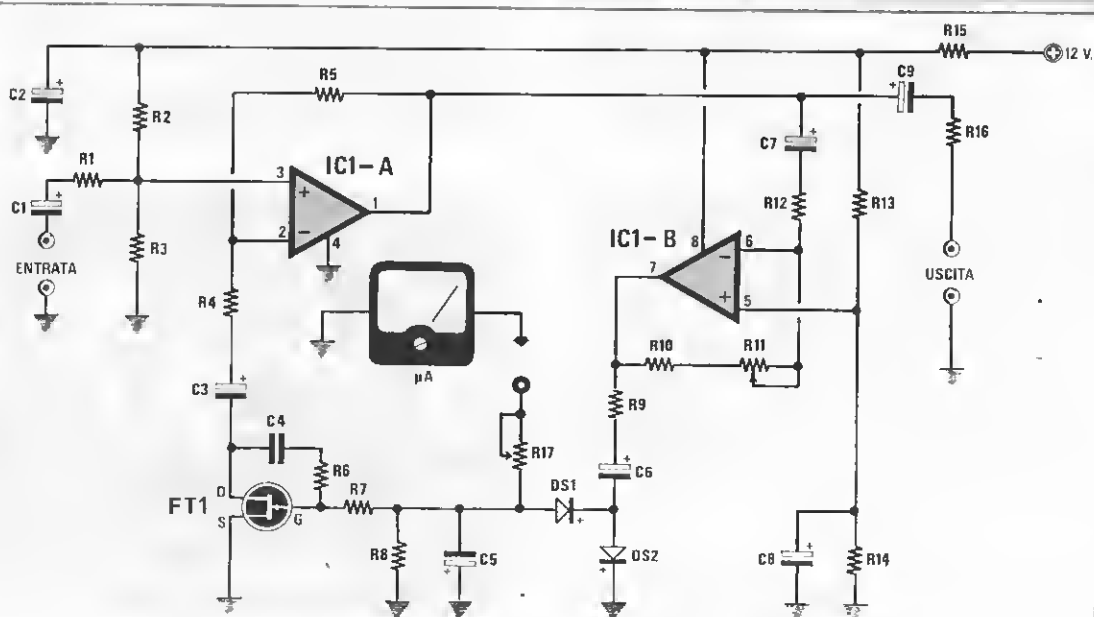 R15
12 V.
C2
R5
C9
R2
R16
C7
R1
IC1-A
3
+
1
R12
R13
C1
2
−
4
IC1-B
8
6
−
R3
7
ENTRATA
+
5
USCITA
R4
µA
R10
R11
R9
C3
C4
R17
C6
R6
D
DS1
FT1
R7
S
G
R8
C5
DS2
C8
R14